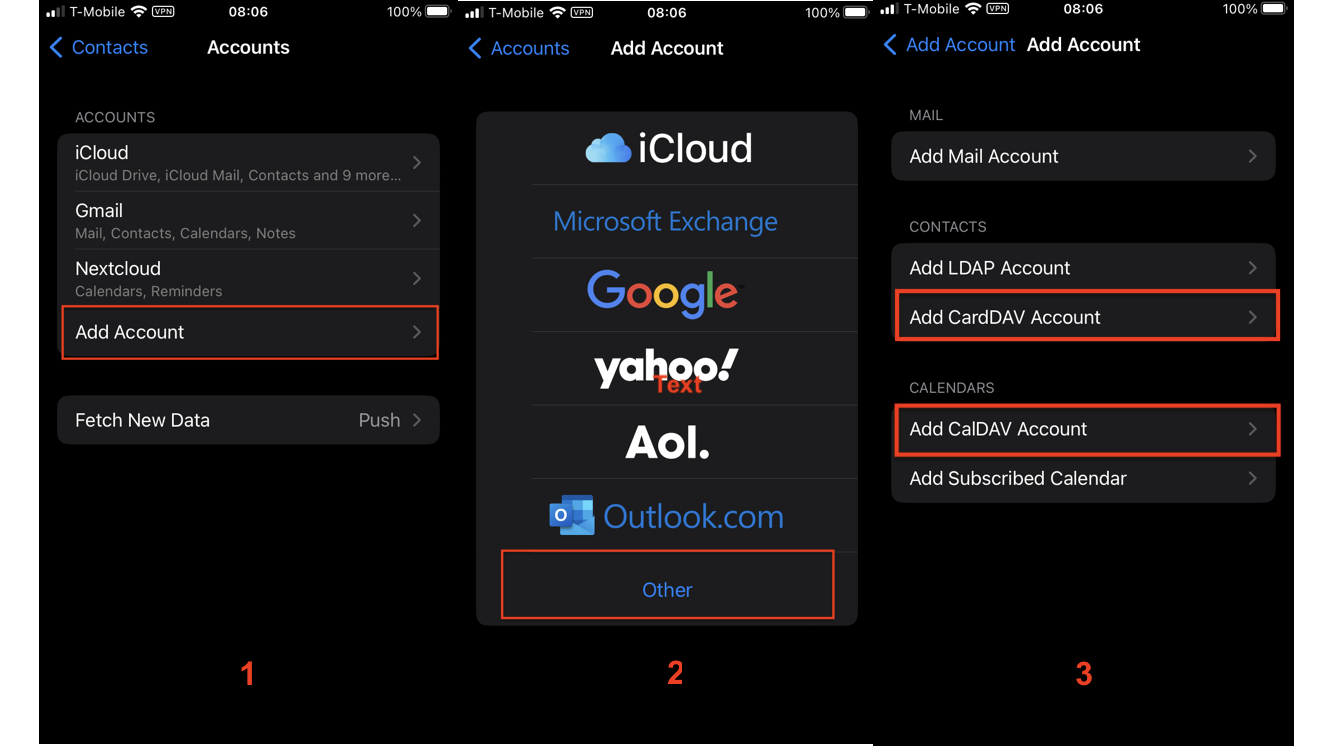 T-Mobile VPN 08:06 100%
Contacts Accounts
ACCOUNTS
iCloud
iCloud Drive, iCloud Mail, Contacts and 9 more...
Gmail
Mail, Contacts, Calendars, Notes
Nextcloud
Calendars, Reminders
Add Account
Fetch New Data Push
1
T-Mobile VPN 08:06 100%
Accounts Add Account
iCloud
Microsoft Exchange
Google
yahoo!
Text
Aol.
O Outlook.com
Other
2
T-Mobile VPN 08:06 100%
Add Account Add Account
MAIL
Add Mail Account
CONTACTS
Add LDAP Account
Add CardDAV Account
CALENDARS
Add CalDAV Account
Add Subscribed Calendar
3